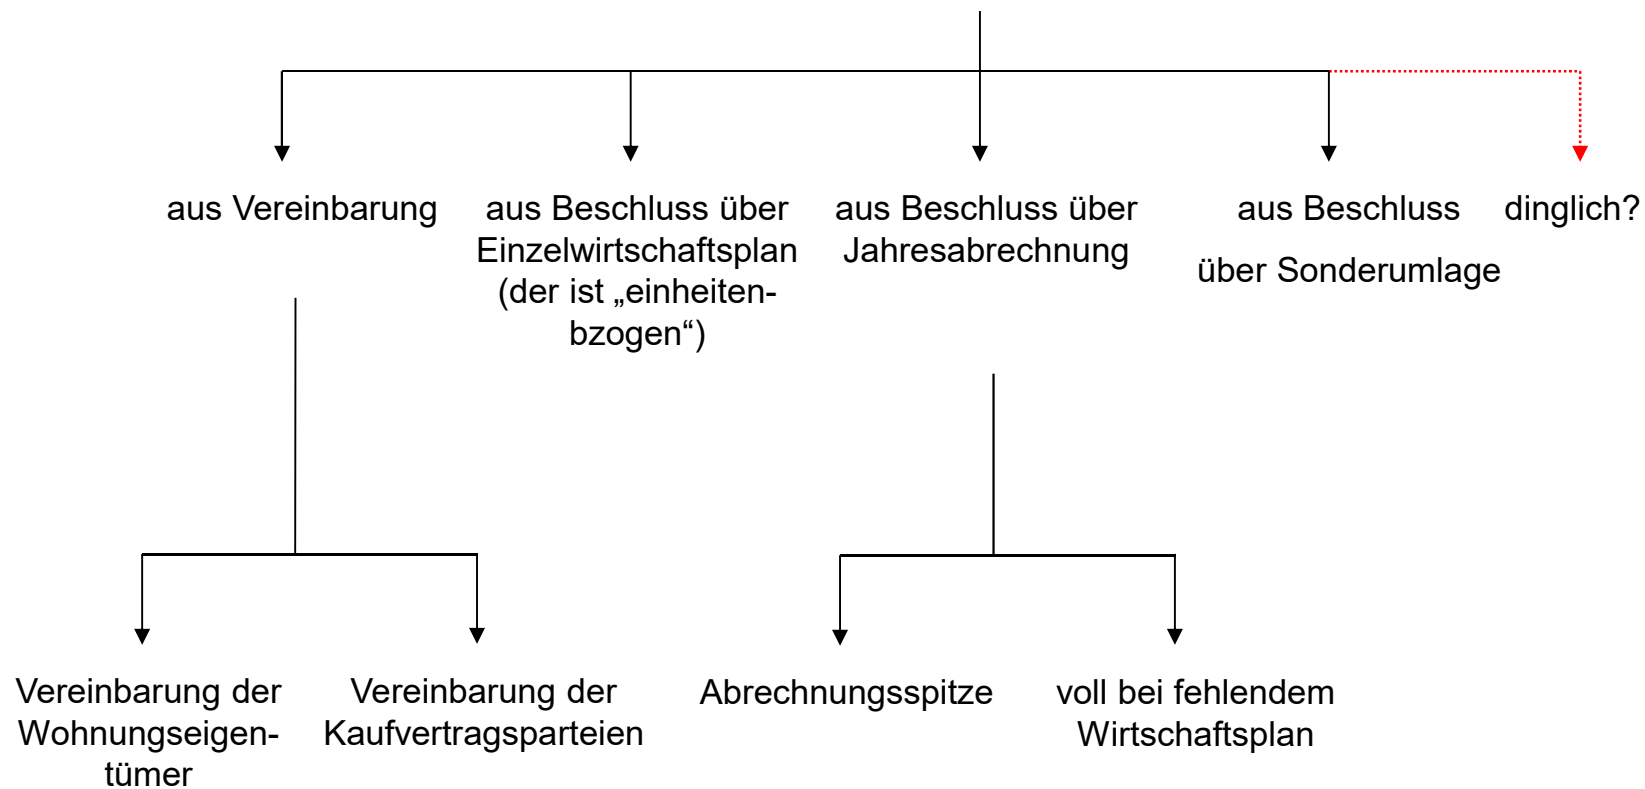 aus Vereinbarung
aus Beschluss über
Einzelwirtschaftsplan
(der ist „einheiten-
bzogen“)
aus Beschluss über
Jahresabrechnung
aus Beschluss
über Sonderumlage
dinglich?
Vereinbarung der
Wohnungseigen-
tümer
Vereinbarung der
Kaufvertragsparteien
Abrechnungsspitze
voll bei fehlendem
Wirtschaftsplan